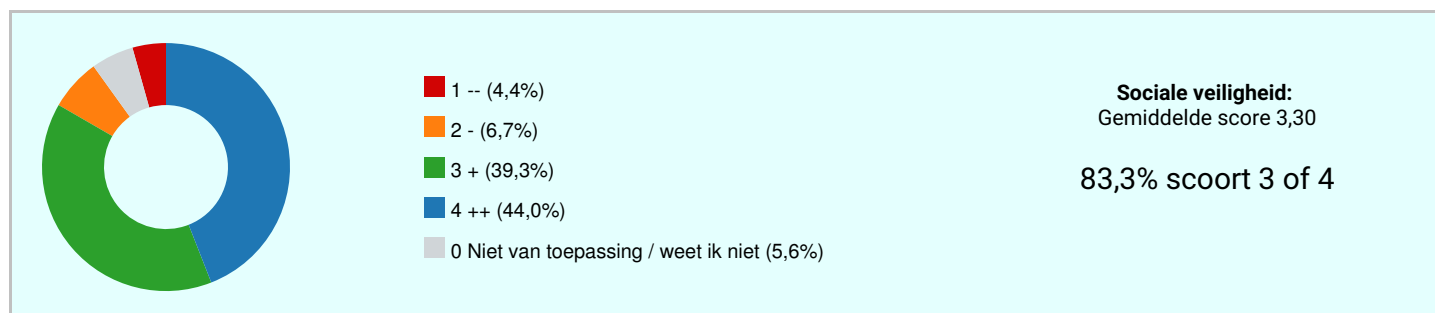 1 -- (4,4%)
2 - (6,7%)
3 + (39,3%)
4 ++ (44,0%)
0 Niet van toepassing / weet ik niet (5,6%)
Sociale veiligheid:
Gemiddelde score 3,30
83,3% scoort 3 of 4